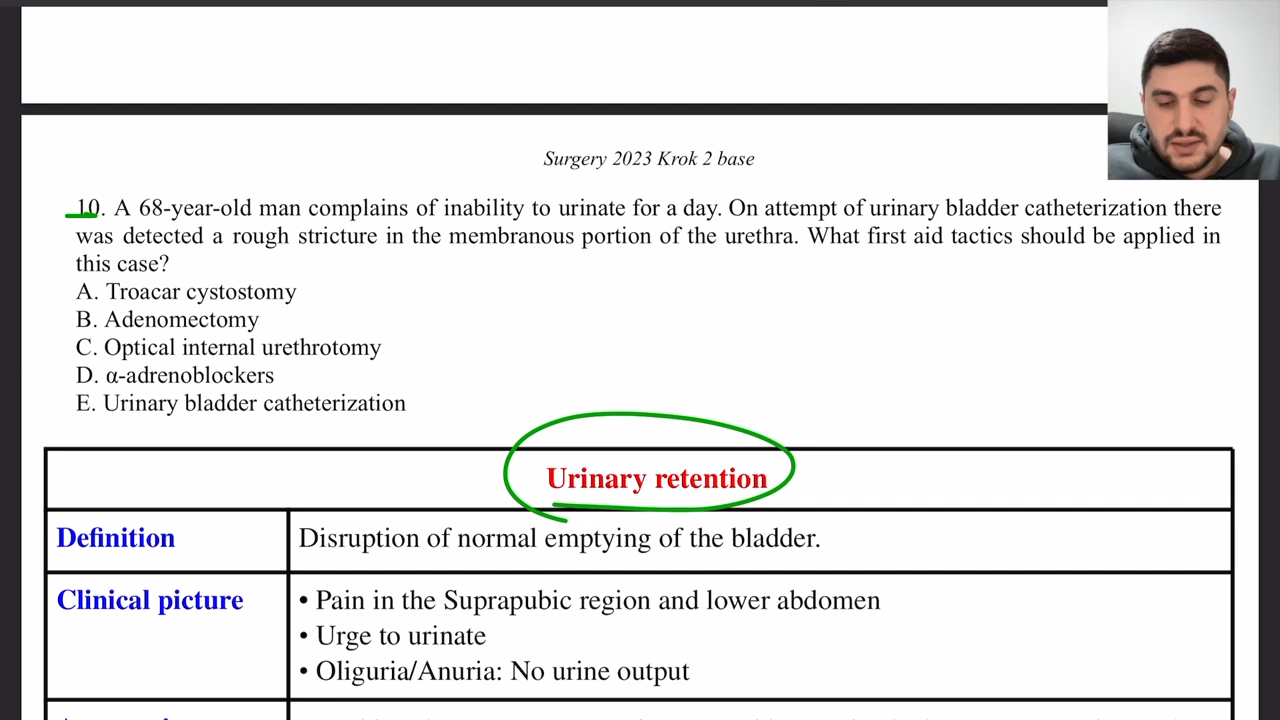 Surgery 2023 Krok 2 base
10. A 68-year-old man complains of inability to urinate for a day. On attempt of urinary bladder catheterization there
was detected a rough stricture in the membranous portion of the urethra. What first aid tactics should be applied in
this case?
A. Troacar cystostomy
B. Adenomectomy
C. Optical internal urethrotomy
D. α-adrenoblockers
E. Urinary bladder catheterization
Urinary retention
Definition
Disruption of normal emptying of the bladder.
Clinical picture
• Pain in the Suprapubic region and lower abdomen
• Urge to urinate
• Oliguria/Anuria: No urine output